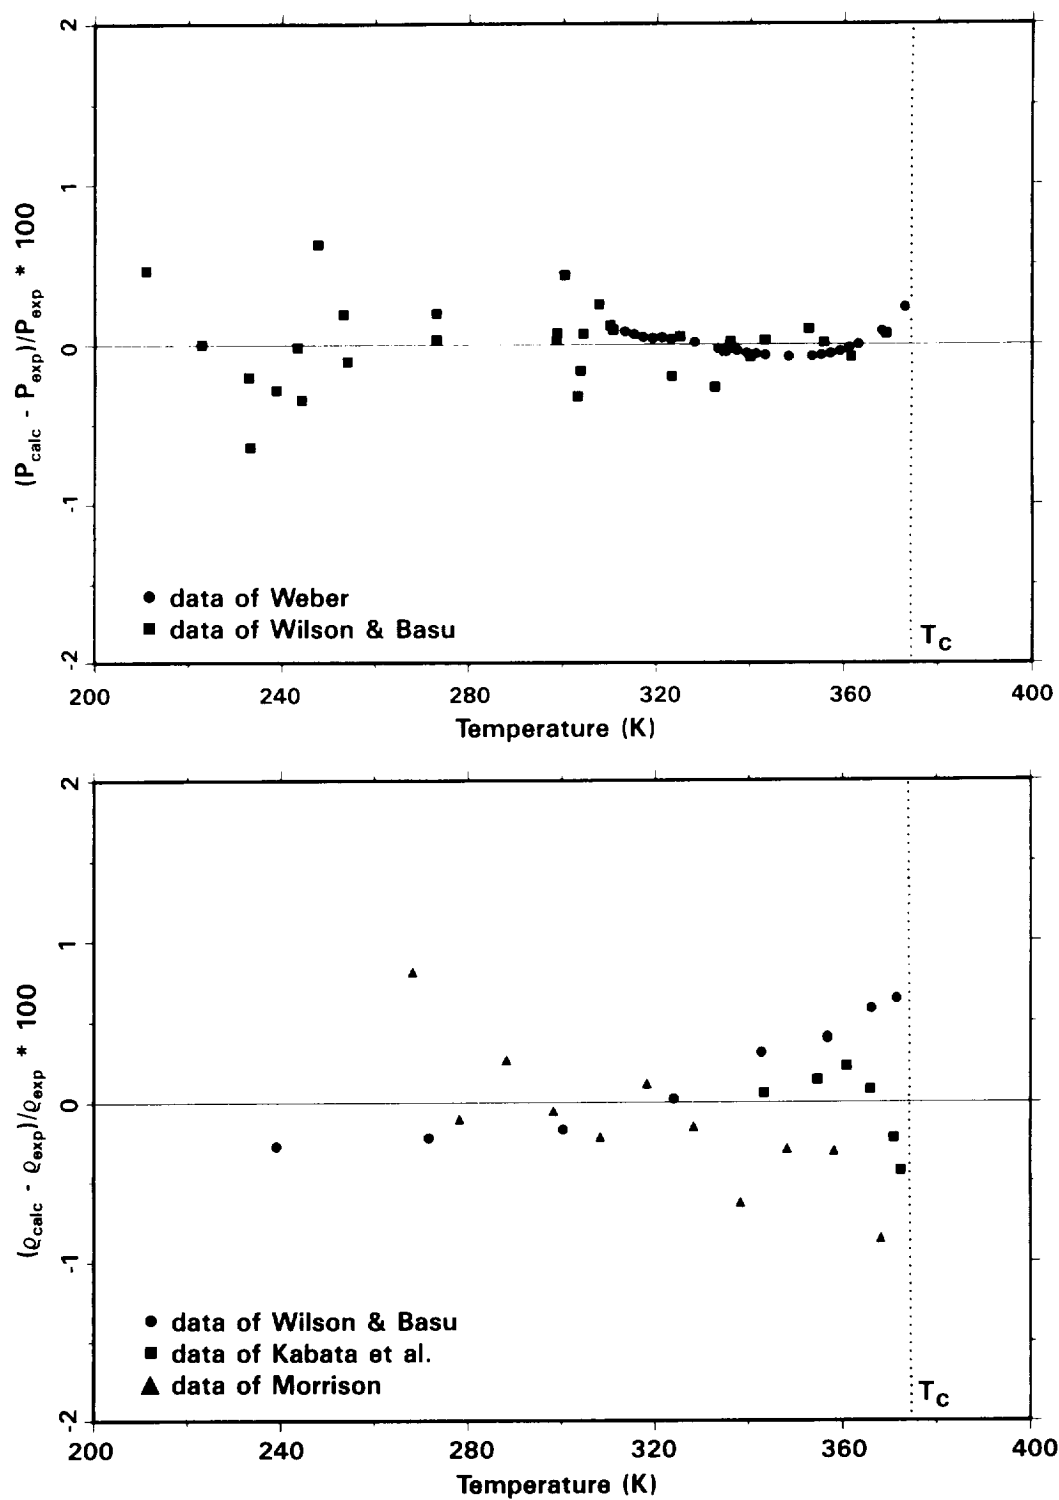 2
1
0
-1
-2
(P_calc - P_exp)/P_exp * 100
● data of Weber
■ data of Wilson & Basu
T_C
200 240 280 320 360 400
Temperature (K)
2
1
0
-1
-2
(ϱ_calc - ϱ_exp)/ϱ_exp * 100
● data of Wilson & Basu
■ data of Kabata et al.
▲ data of Morrison
T_C
200 240 280 320 360 400
Temperature (K)